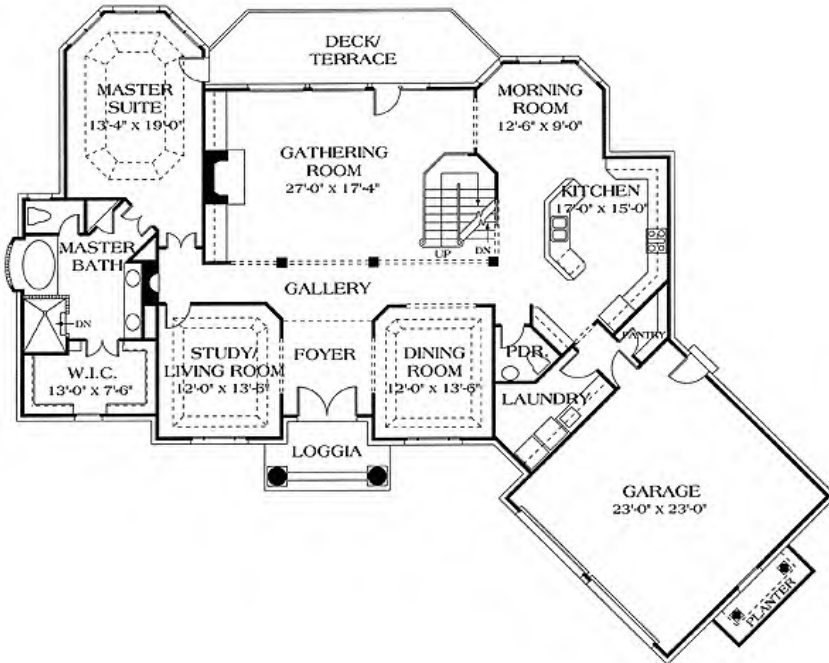 DECK/
TERRACE
MASTER
SUITE
13'-4" X 19'-0"
MORNING
ROOM
12'-6" X 9'-0"
GATHERING
ROOM
27'-0" X 17'-4"
KITCHEN
17'-0" X 15'-0"
MASTER
BATH
UP
DN
GALLERY
DN
PANTRY
STUDY/
LIVING ROOM
12'-0" X 13'-6"
FOYER
DINING
ROOM
12'-0" X 13'-6"
PDR.
W.I.C.
13'-0" X 7'-6"
LAUNDRY
LOGGIA
GARAGE
23'-0" X 23'-0"
PLANTER